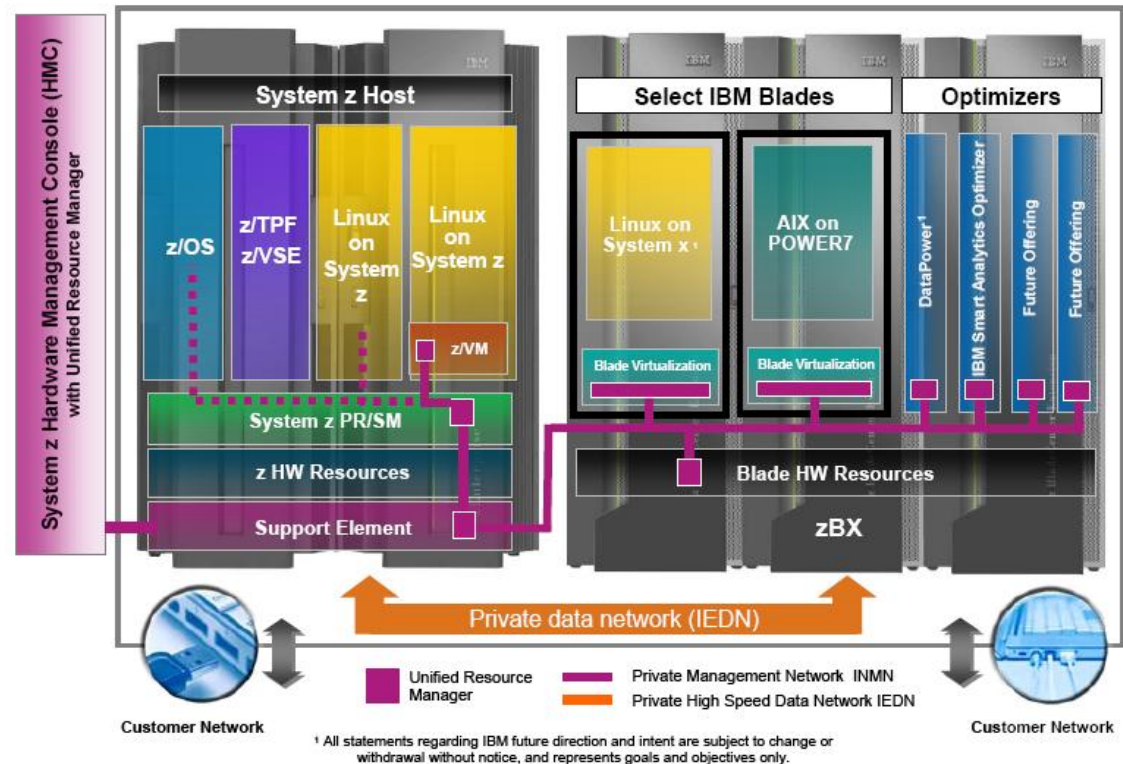 System z Hardware Management Console (HMC)
with Unified Resource Manager
IBM
IBM
IBM
IBM
System z Host
Select IBM Blades
Optimizers
z/OS
z/TPF
z/VSE
Linux
on
System
z
Linux
on
System z
z/VM
Linux on
System x ¹
AIX on
POWER7
Blade Virtualization
Blade Virtualization
DataPower¹
IBM Smart Analytics Optimizer
Future Offering
Future Offering
System z PR/SM
z HW Resources
Support Element
Blade HW Resources
zBX
Private data network (IEDN)
Customer Network
Customer Network
Unified Resource
Manager
Private Management Network INMN
Private High Speed Data Network IEDN
¹ All statements regarding IBM future direction and intent are subject to change or
withdrawal without notice, and represents goals and objectives only.